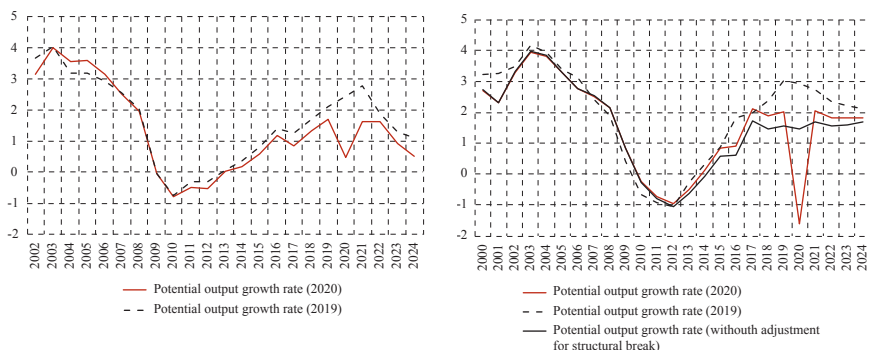 5
4
3
2
1
0
-1
-2
2002 2003 2004 2005 2006 2007 2008 2009 2010 2011 2012 2013 2014 2015 2016 2017 2018 2019 2020 2021 2022 2023 2024
Potential output growth rate (2020)
Potential output growth rate (2019)
5
4
3
2
1
0
-1
-2
2000 2001 2002 2003 2004 2005 2006 2007 2008 2009 2010 2011 2012 2013 2014 2015 2016 2017 2018 2019 2020 2021 2022 2023 2024
Potential output growth rate (2020)
Potential output growth rate (2019)
Potential output growth rate (withouth adjustment
for structural break)